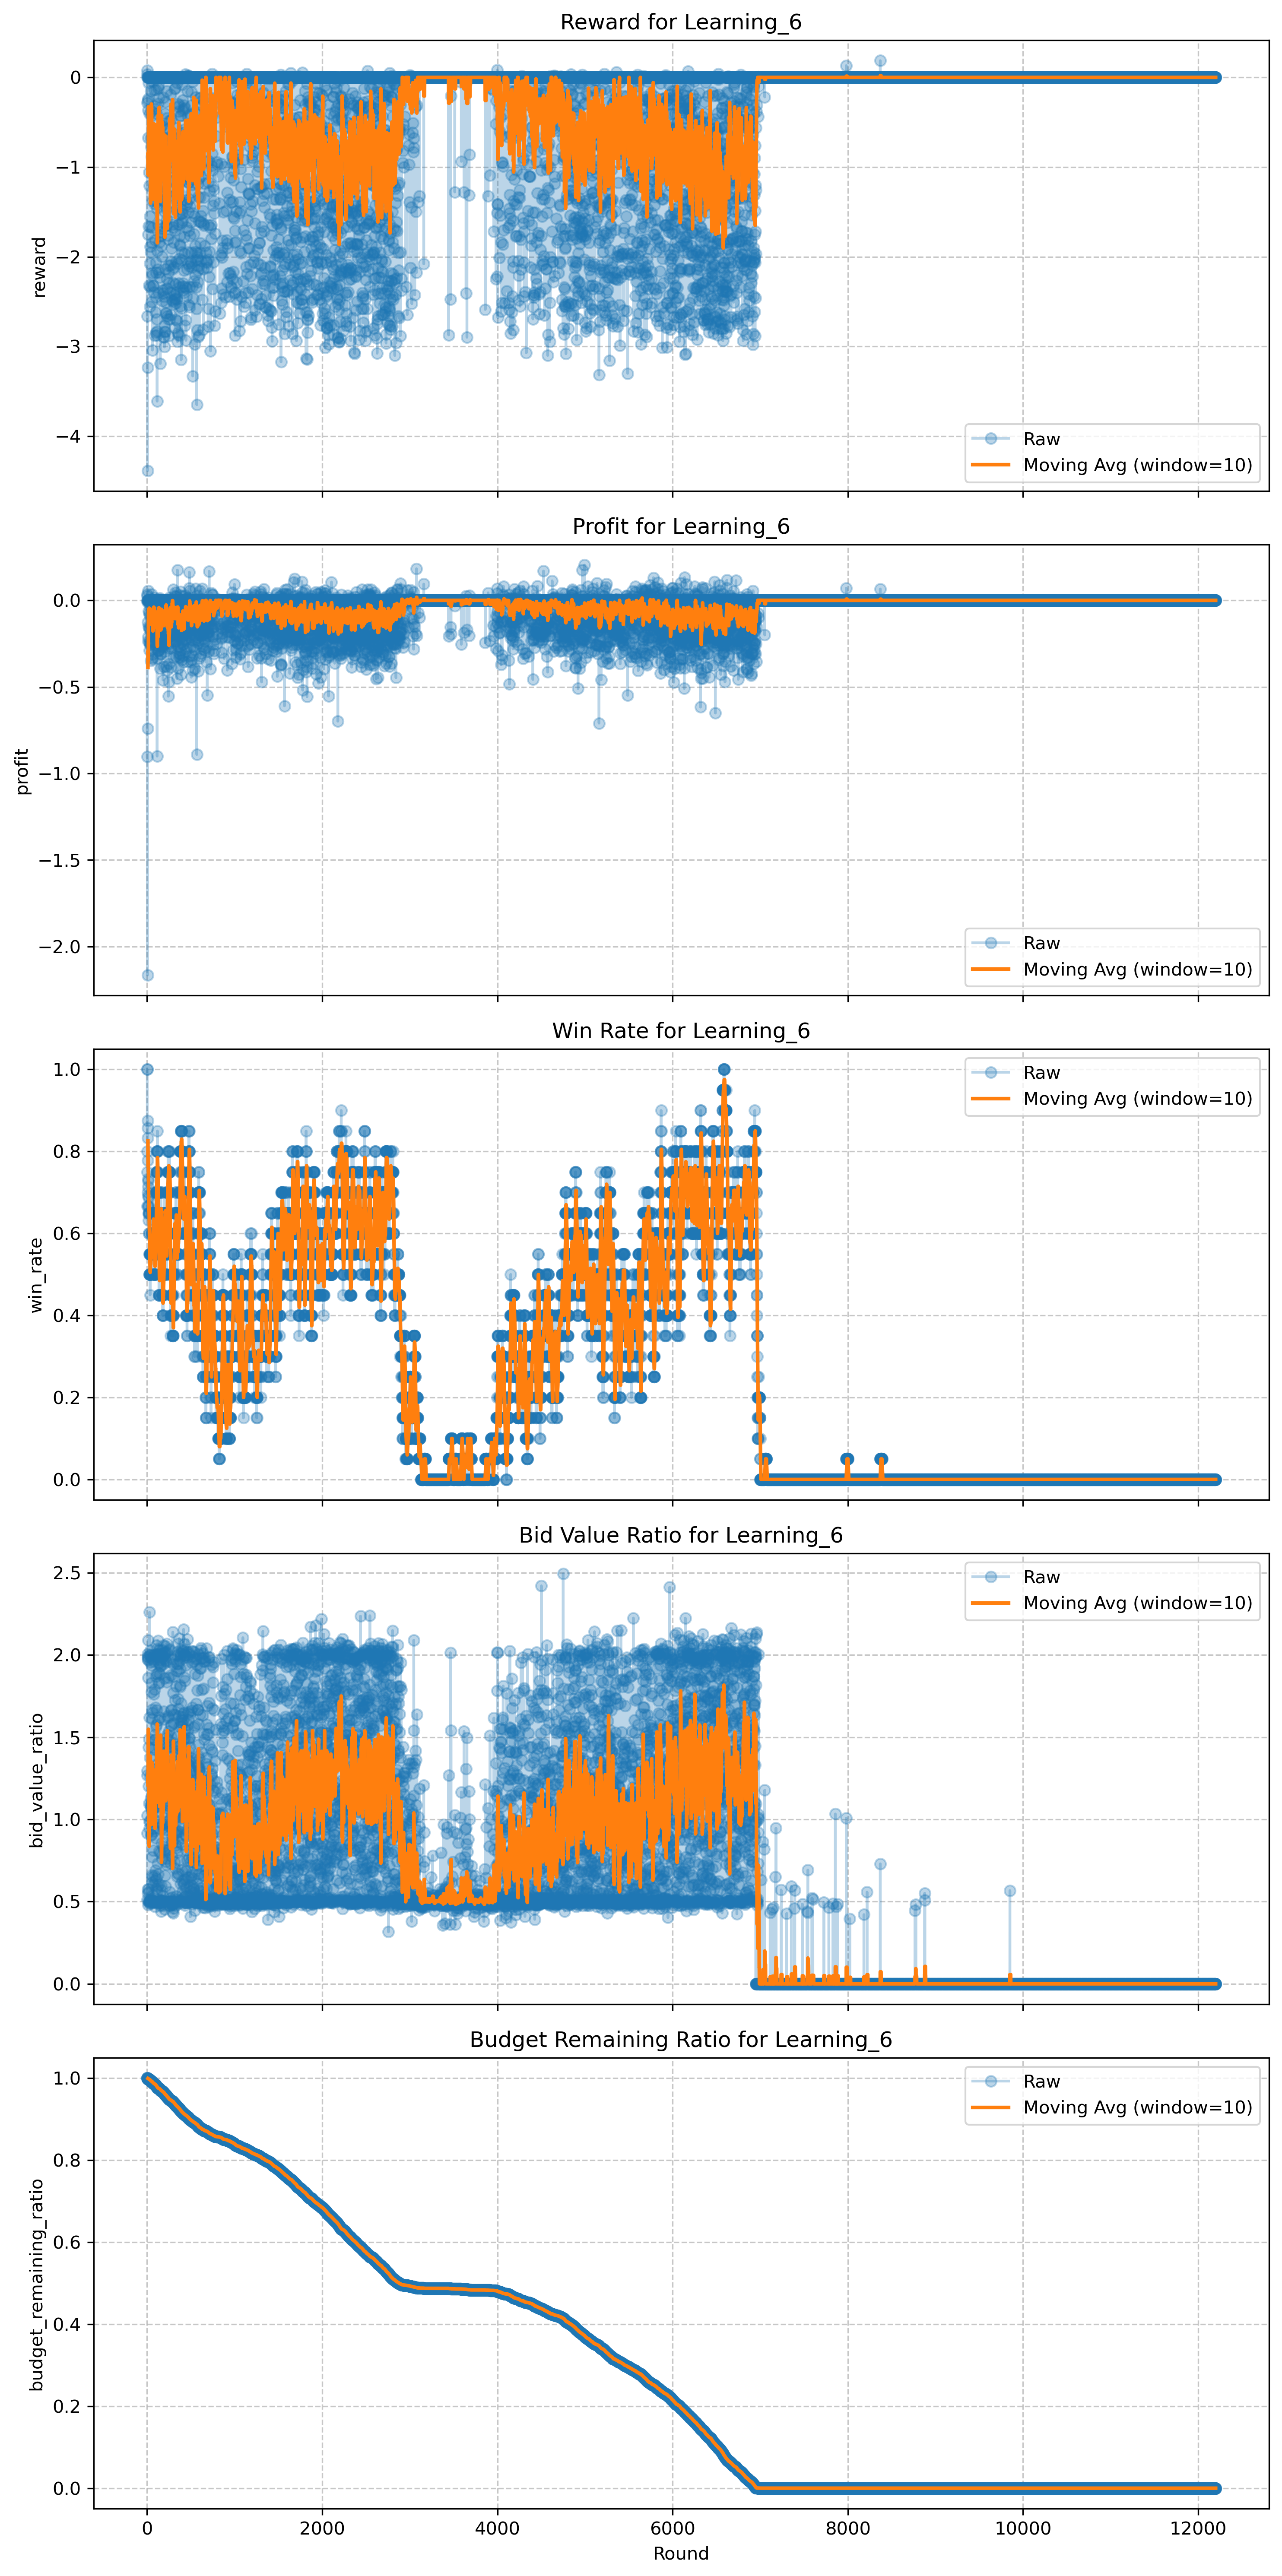 Reward for Learning_6
0
−1
−2
−3
−4
reward
Raw
Moving Avg (window=10)
Profit for Learning_6
0.0
−0.5
−1.0
−1.5
−2.0
profit
Raw
Moving Avg (window=10)
Win Rate for Learning_6
1.0
0.8
0.6
0.4
0.2
0.0
win_rate
Raw
Moving Avg (window=10)
Bid Value Ratio for Learning_6
2.5
2.0
1.5
1.0
0.5
0.0
bid_value_ratio
Raw
Moving Avg (window=10)
Budget Remaining Ratio for Learning_6
1.0
0.8
0.6
0.4
0.2
0.0
budget_remaining_ratio
Raw
Moving Avg (window=10)
0 2000 4000 6000 8000 10000 12000
Round